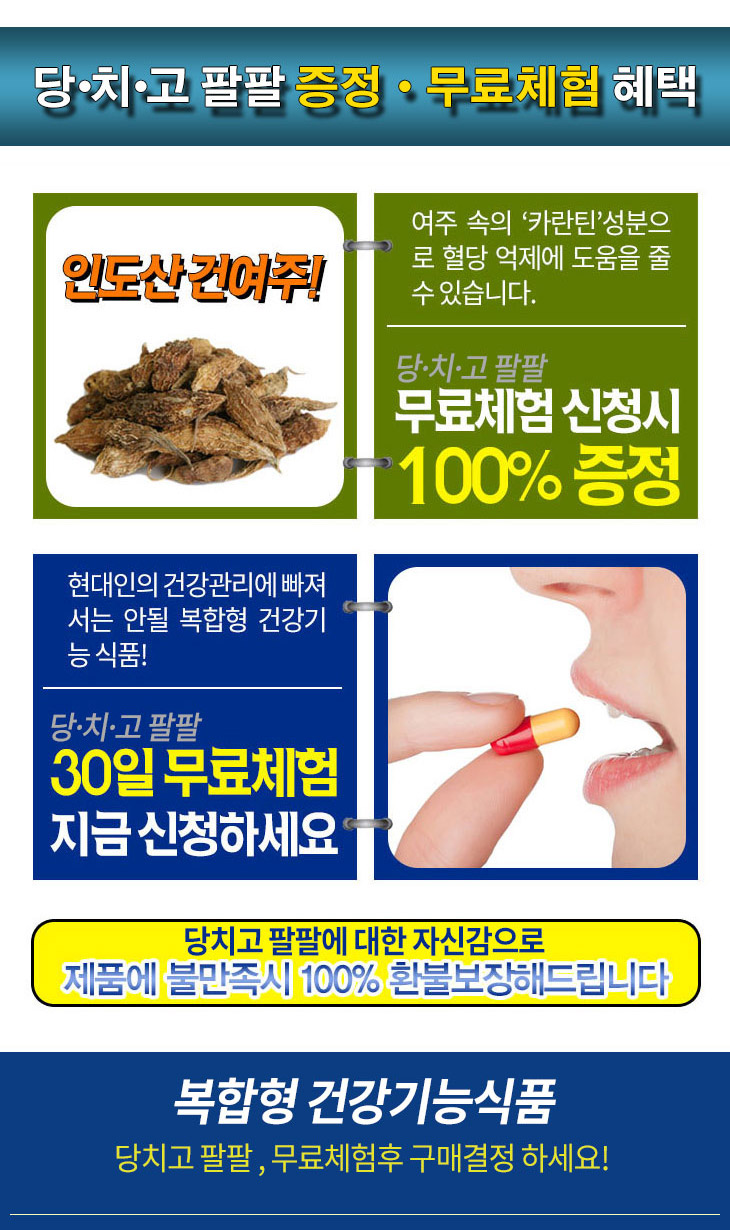 당·치·고 팔팔 증정·무료체험 혜택
인도산 건여주!
여주 속의 ‘카란틴’성분으
로 혈당 억제에 도움을 줄
수 있습니다.
당·치·고 팔팔
무료체험 신청시
100% 증정
현대인의 건강관리에 빠져
서는 안될 복합형 건강기
능 식품!
당·치·고 팔팔
30일 무료체험
지금 신청하세요
당치고 팔팔에 대한 자신감으로
제품에 불만족시 100% 환불보장해드립니다
복합형 건강기능식품
당치고 팔팔 , 무료체험후 구매결정 하세요!